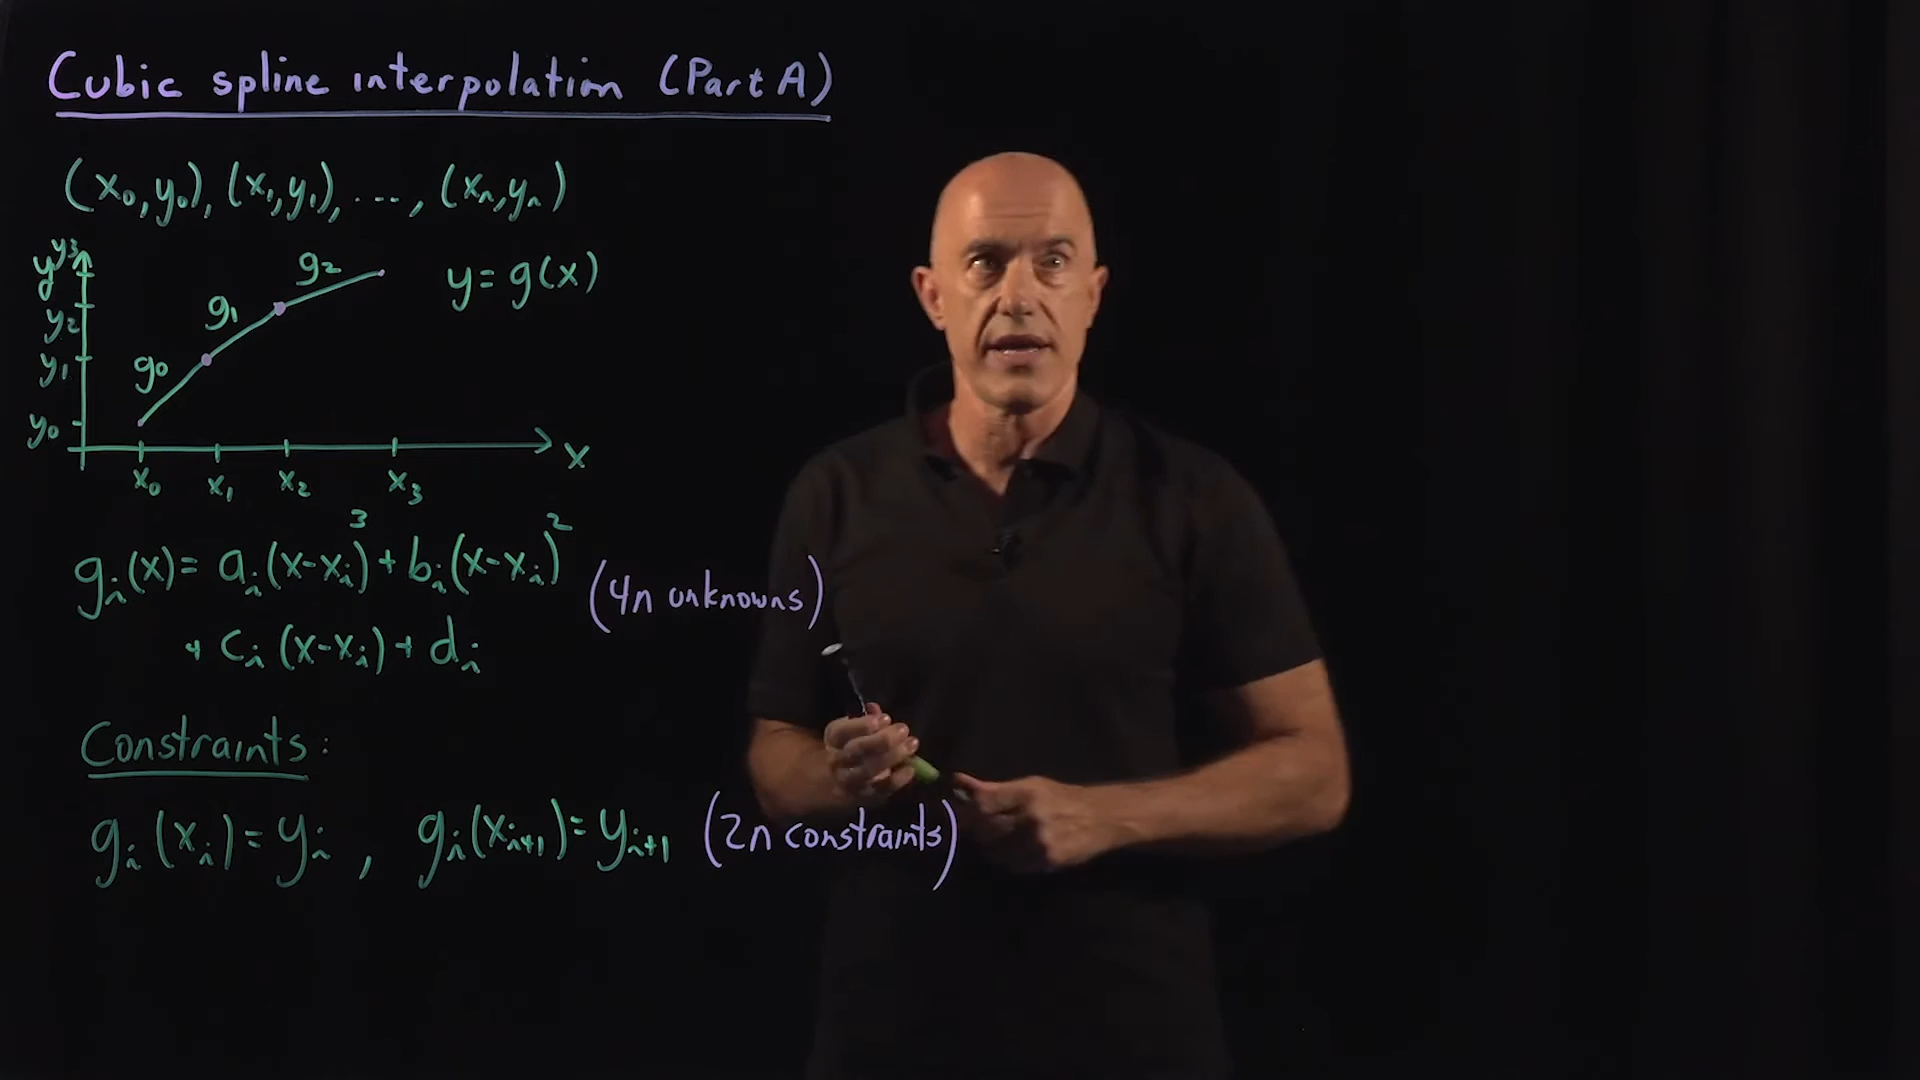 Cubic spline interpolation (Part A)
(x₀,y₀), (x₁,y₁), ...., (xₙ,yₙ)
y y₃
g₂
y = g(x)
g₁
y₂
g₀
y₁
y₀
x
x₀ x₁ x₂ x₃
gᵢ(x) = aᵢ(x-xᵢ)³ + bᵢ(x-xᵢ)²
(4n unknowns)
+ cᵢ(x-xᵢ) + dᵢ
Constraints:
gᵢ(xᵢ) = yᵢ , gᵢ(xᵢ₊₁) = yᵢ₊₁ (2n constraints)